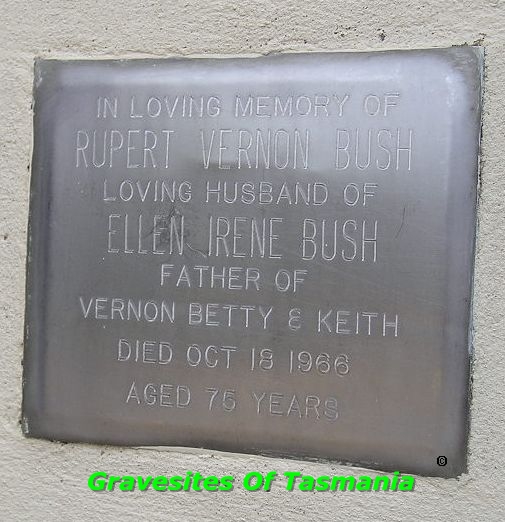 IN LOVING MEMORY OF
RUPERT VERNON BUSH
LOVING HUSBAND OF
ELLEN IRENE BUSH
FATHER OF
VERNON BETTY & KEITH
DIED OCT 18 1966
AGED 75 YEARS
©
Gravesites Of Tasmania